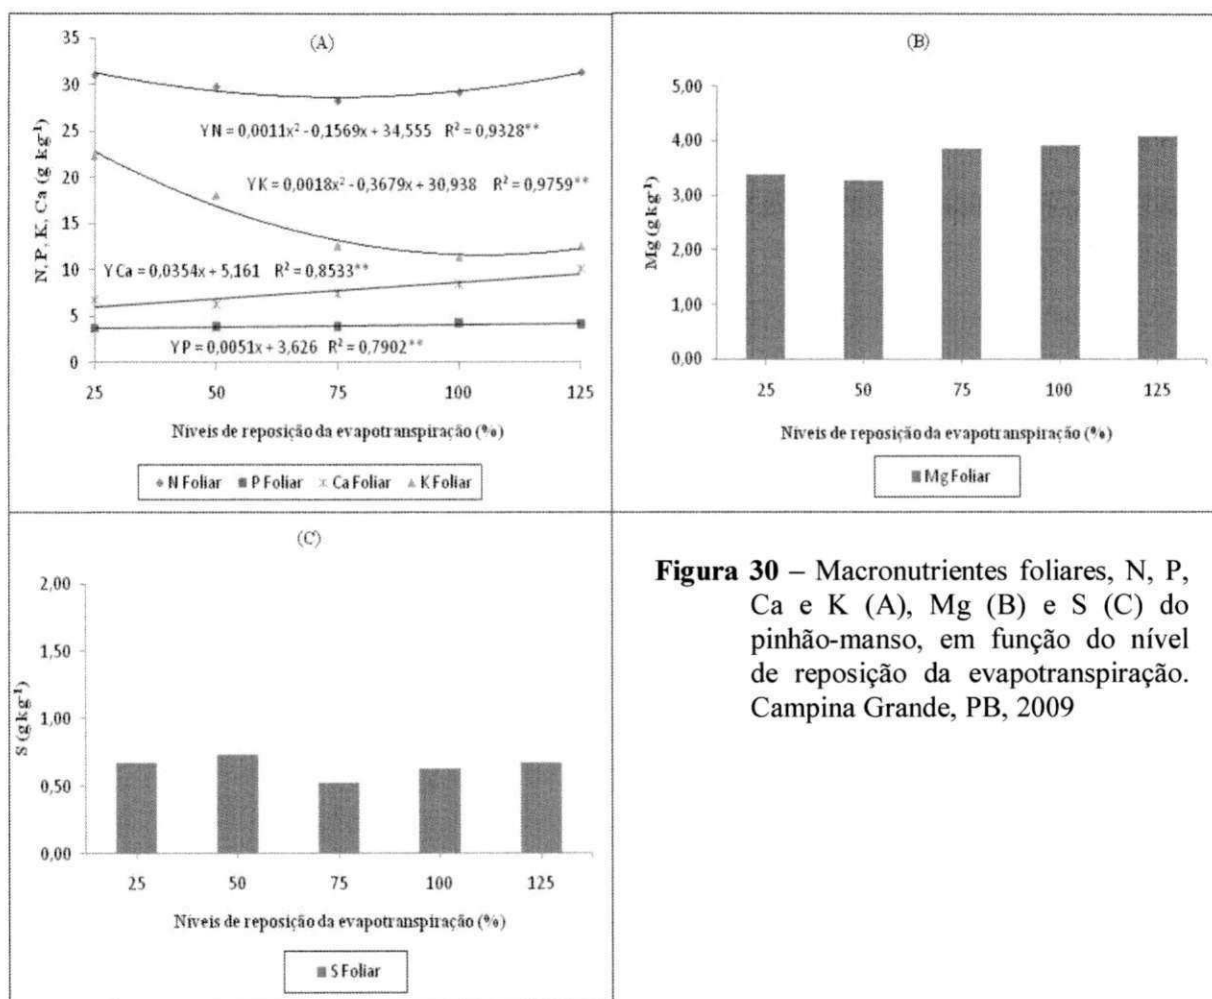 (A)
N, P, K, Ca (g kg⁻¹)
35
30
25
20
15
10
5
0
Y N = 0,0011x² - 0,1569x + 34,555 R² = 0,9328**
Y K = 0,0018x² - 0,3679x + 30,938 R² = 0,9759**
Y Ca = 0,0354x + 5,161 R² = 0,8533**
Y P = 0,0051x + 3,626 R² = 0,7902**
25 50 75 100 125
Níveis de reposição da evapotranspiração (%)
N Foliar P Foliar Ca Foliar K Foliar
(B)
Mg (g kg⁻¹)
5,00
4,00
3,00
2,00
1,00
0,00
25 50 75 100 125
Níveis de reposição da evapotranspiração (%)
Mg Foliar
(C)
S (g kg⁻¹)
2,00
1,50
1,00
0,50
0,00
25 50 75 100 125
Níveis de reposição da evapotranspiração (%)
S Foliar
Figura 30 – Macronutrientes foliares, N, P,
Ca e K (A), Mg (B) e S (C) do
pinhão-manso, em função do nível
de reposição da evapotranspiração.
Campina Grande, PB, 2009